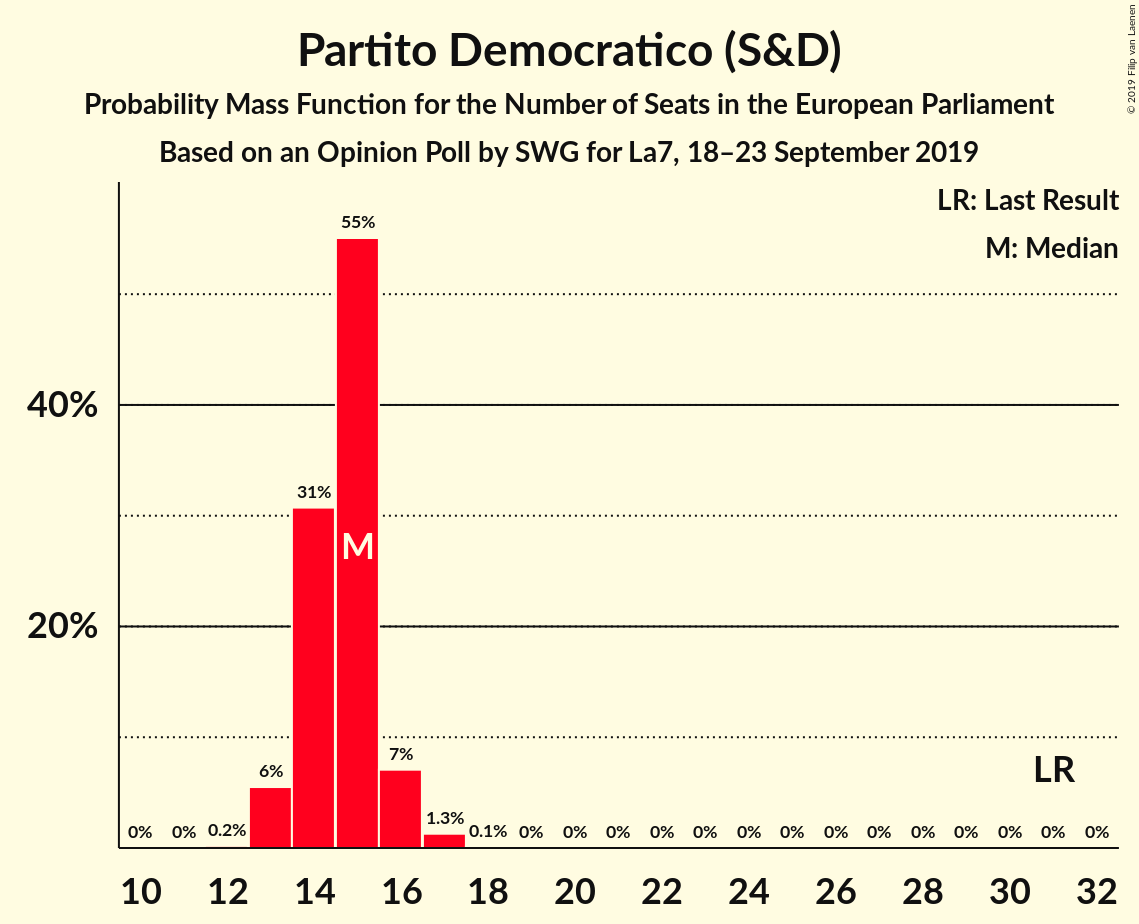 Partito Democratico (S&D)
Probability Mass Function for the Number of Seats in the European Parliament
Based on an Opinion Poll by SWG for La7, 18–23 September 2019
© 2019 Filip van Laenen
LR: Last Result
M: Median
55%
40%
31%
M
20%
7%
6%
LR
1.3%
0% 0% 0.2% 0.1% 0% 0% 0% 0% 0% 0% 0% 0% 0% 0% 0% 0% 0% 0%
10 12 14 16 18 20 22 24 26 28 30 32